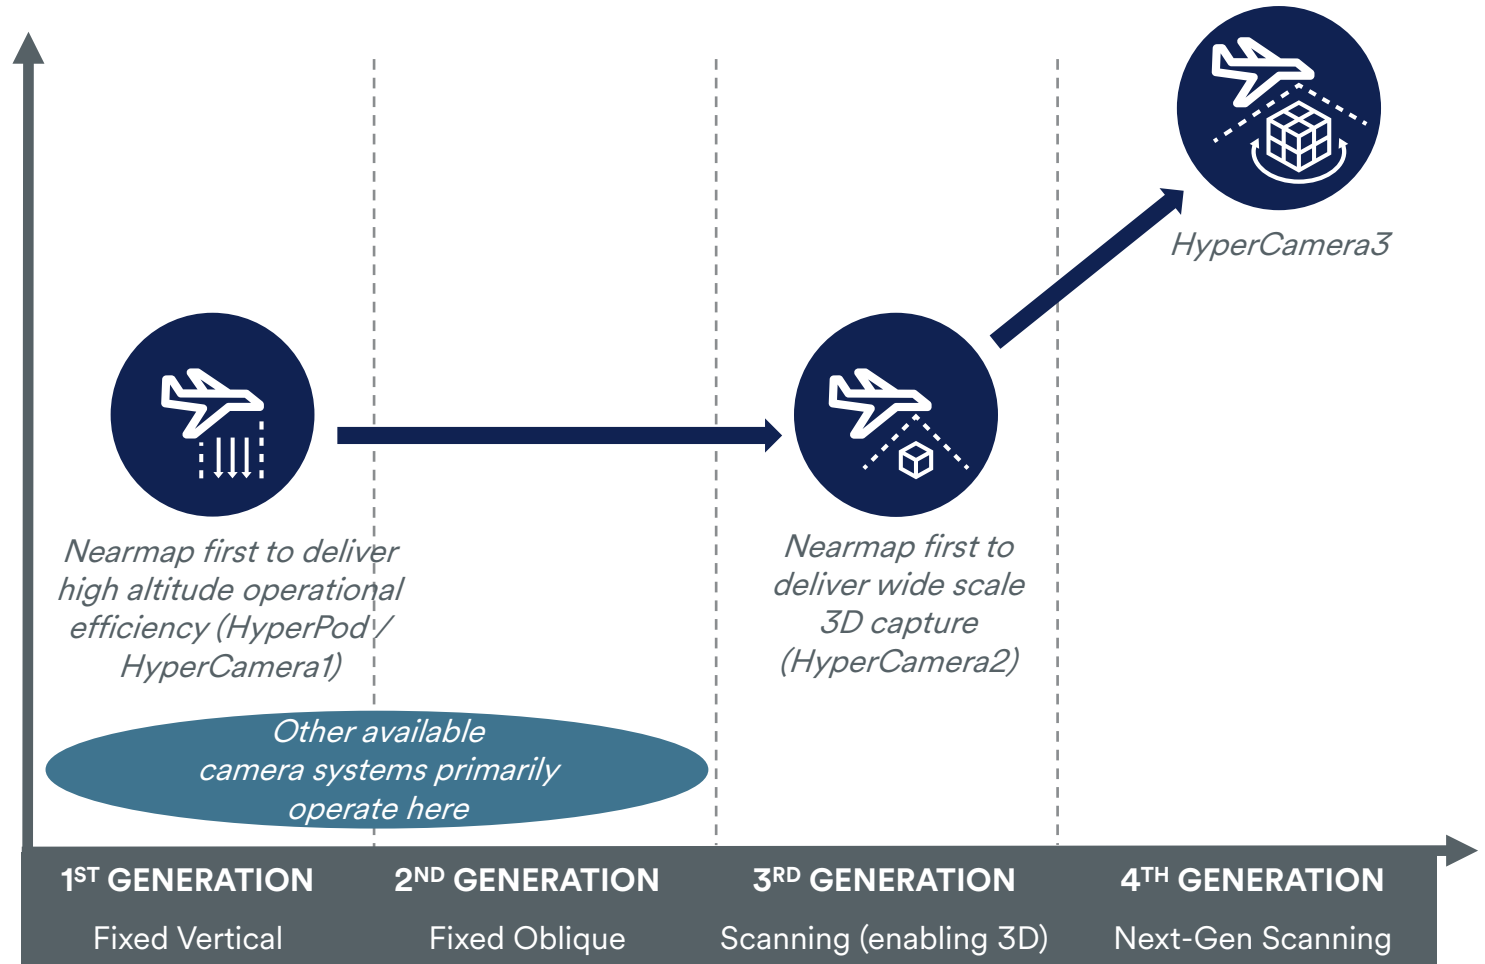 HyperCamera3
Nearmap first to deliver
high altitude operational
efficiency (HyperPod /
HyperCamera1)
Nearmap first to
deliver wide scale
3D capture
(HyperCamera2)
Other available
camera systems primarily
operate here
1ST GENERATION
Fixed Vertical
2ND GENERATION
Fixed Oblique
3RD GENERATION
Scanning (enabling 3D)
4TH GENERATION
Next-Gen Scanning